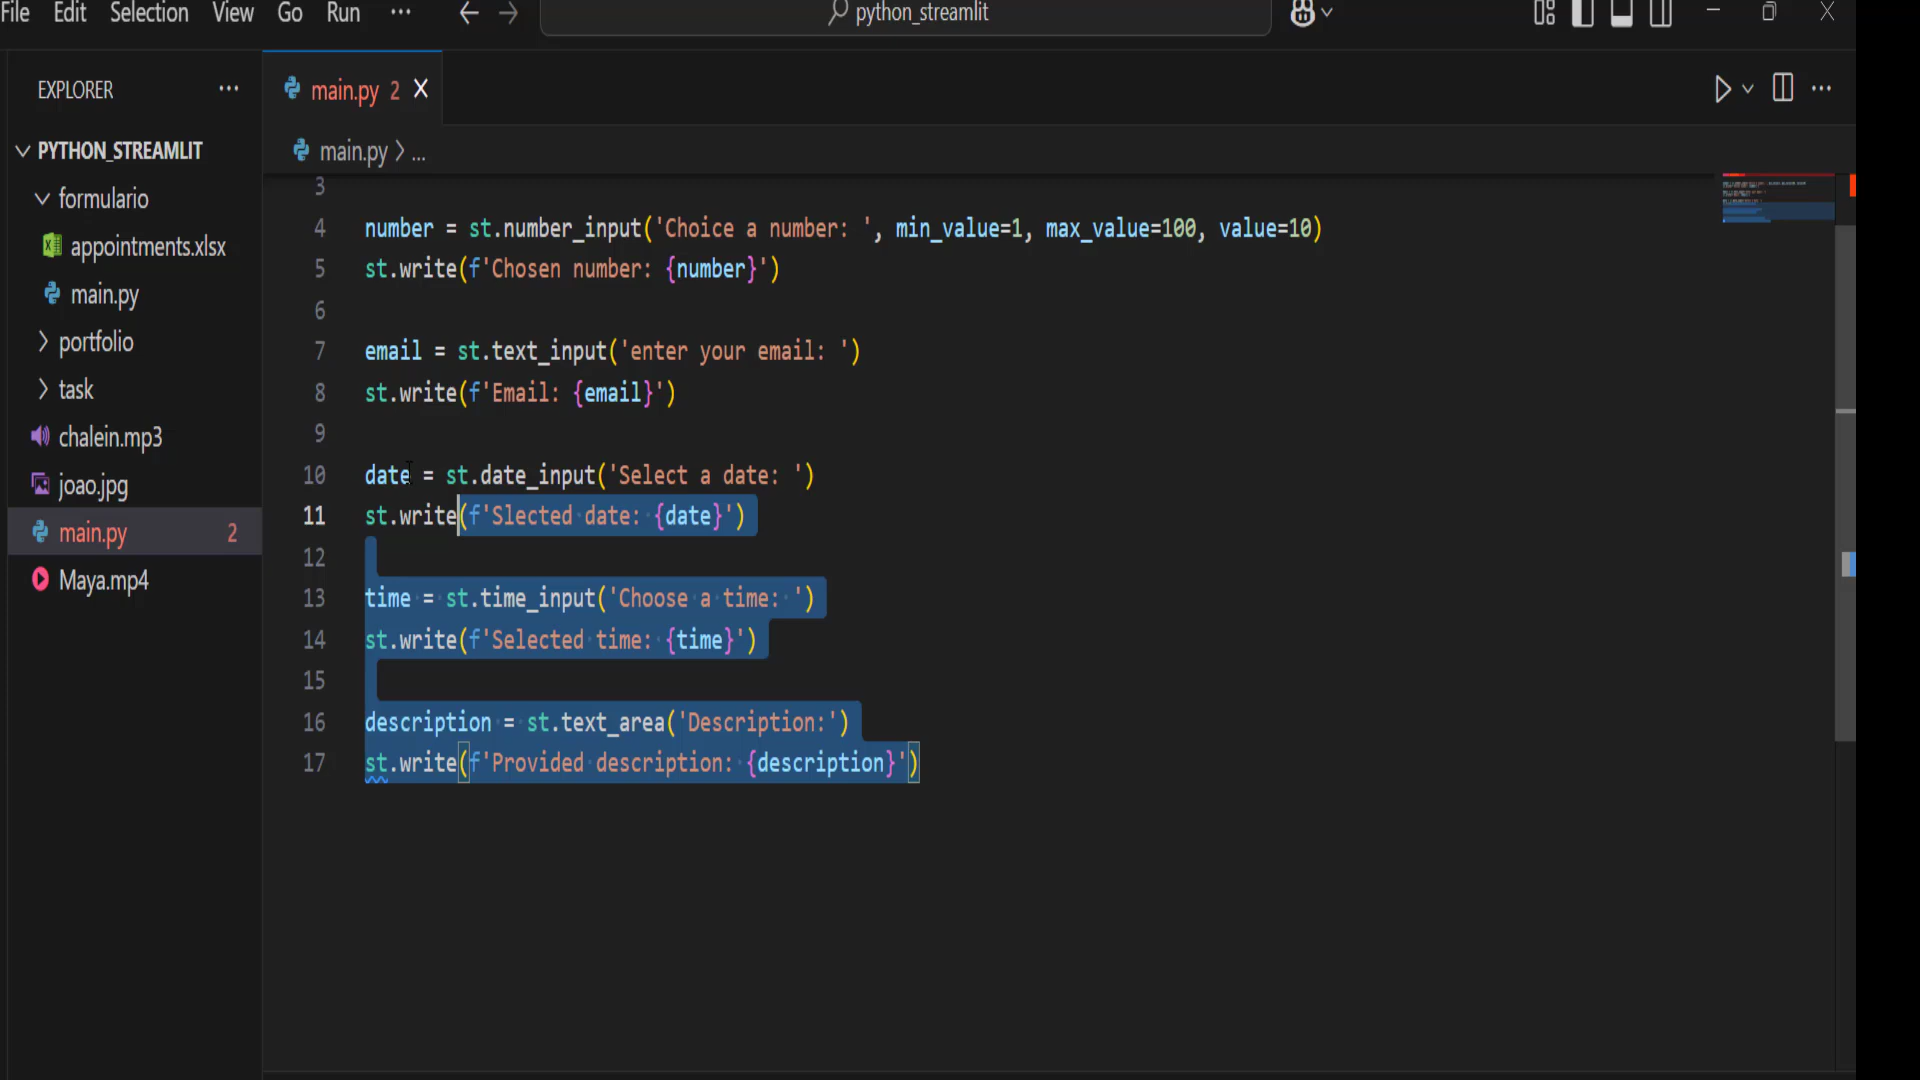 File Edit Selection View Go Run ... python_streamlit
EXPLORER ...
main.py 2
PYTHON_STREAMLIT
main.py > ...
formulario
appointments.xlsx
main.py
portfolio
task
chalein.mp3
joao.jpg
main.py 2
Maya.mp4
3
4 number = st.number_input('Choice a number: ', min_value=1, max_value=100, value=10)
5 st.write(f'Chosen number: {number}')
6
7 email = st.text_input('enter your email: ')
8 st.write(f'Email: {email}')
9
10 date = st.date_input('Select a date: ')
11 st.write(f'Slected date: {date}')
12
13 time = st.time_input('Choose a time: ')
14 st.write(f'Selected time: {time}')
15
16 description = st.text_area('Description:')
17 st.write(f'Provided description: {description}')